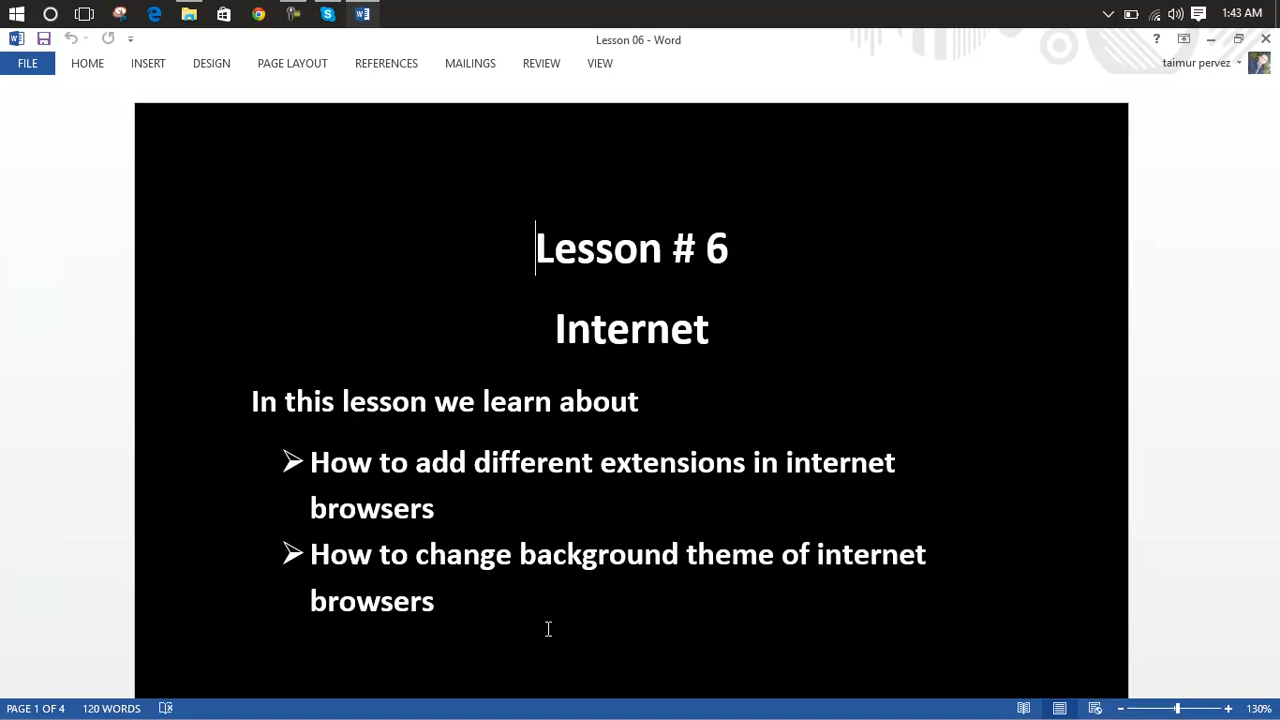 1:43 AM
Lesson 06 - Word
?
FILE HOME INSERT DESIGN PAGE LAYOUT REFERENCES MAILINGS REVIEW VIEW taimur pervez
Lesson # 6
Internet
In this lesson we learn about
➢ How to add different extensions in internet
browsers
➢ How to change background theme of internet
browsers
PAGE 1 OF 4 120 WORDS 130%